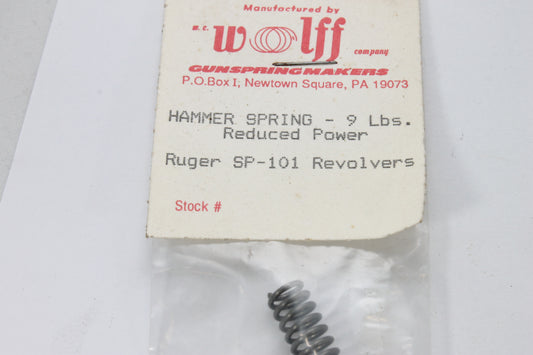 Manufactured by
W.C. Wolff company
GUNSPRINGMAKERS
P.O.Box I, Newtown Square, PA 19073
HAMMER SPRING - 9 Lbs.
Reduced Power
Ruger SP-101 Revolvers
Stock #